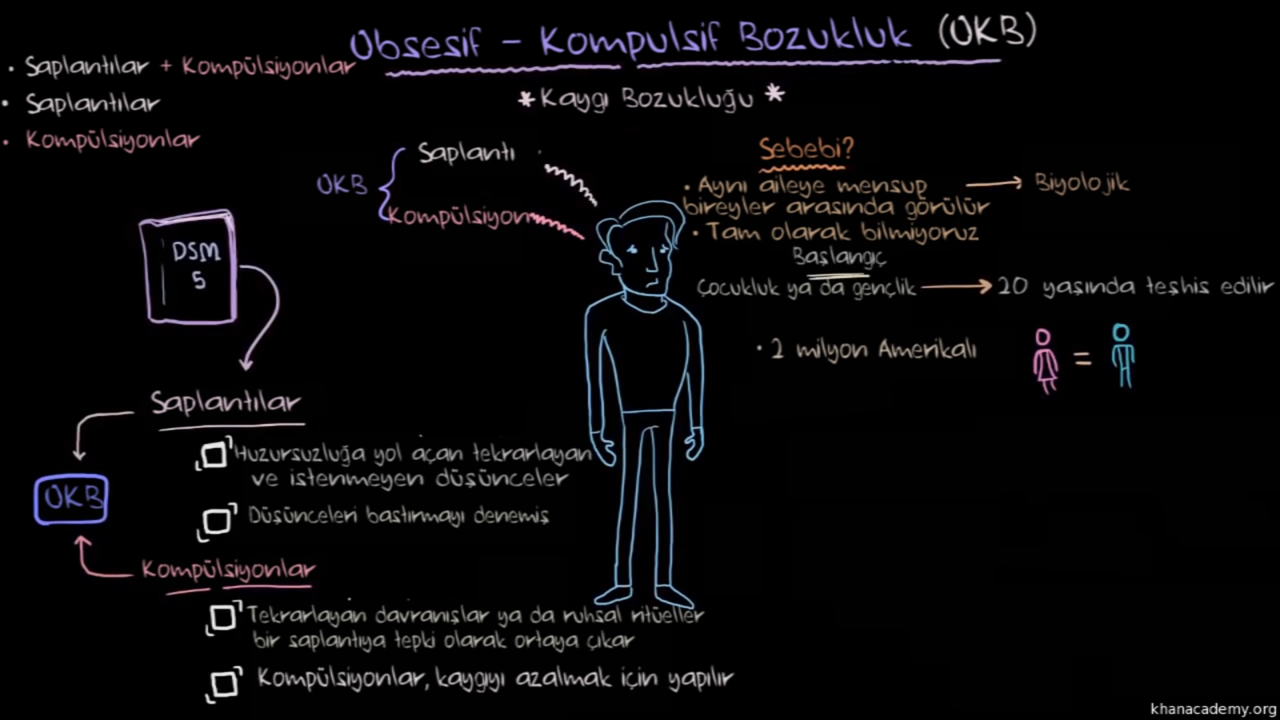 Obsesif - Kompulsif Bozukluk (OKB)
* Kaygı Bozukluğu *
• Saplantılar + Kompülsiyonlar
• Saplantılar
• Kompülsiyonlar
OKB
Saplantı
Kompülsiyon
Sebebi?
• Aynı aileye mensup
bireyler arasında görülür
Biyolojik
• Tam olarak bilmiyoruz
Başlangıç
Çocukluk ya da gençlik
20 yaşında teşhis edilir
• 2 milyon Amerikalı
=
DSM
5
Saplantılar
Huzursuzluğa yol açan tekrarlayan
ve istenmeyen düşünceler
Düşünceleri bastırmayı denemiş
OKB
Kompülsiyonlar
Tekrarlayan davranışlar ya da ruhsal ritüeller
bir saplantıya tepki olarak ortaya çıkar
Kompülsiyonlar, kaygıyı azalmak için yapılır
khanacademy.org